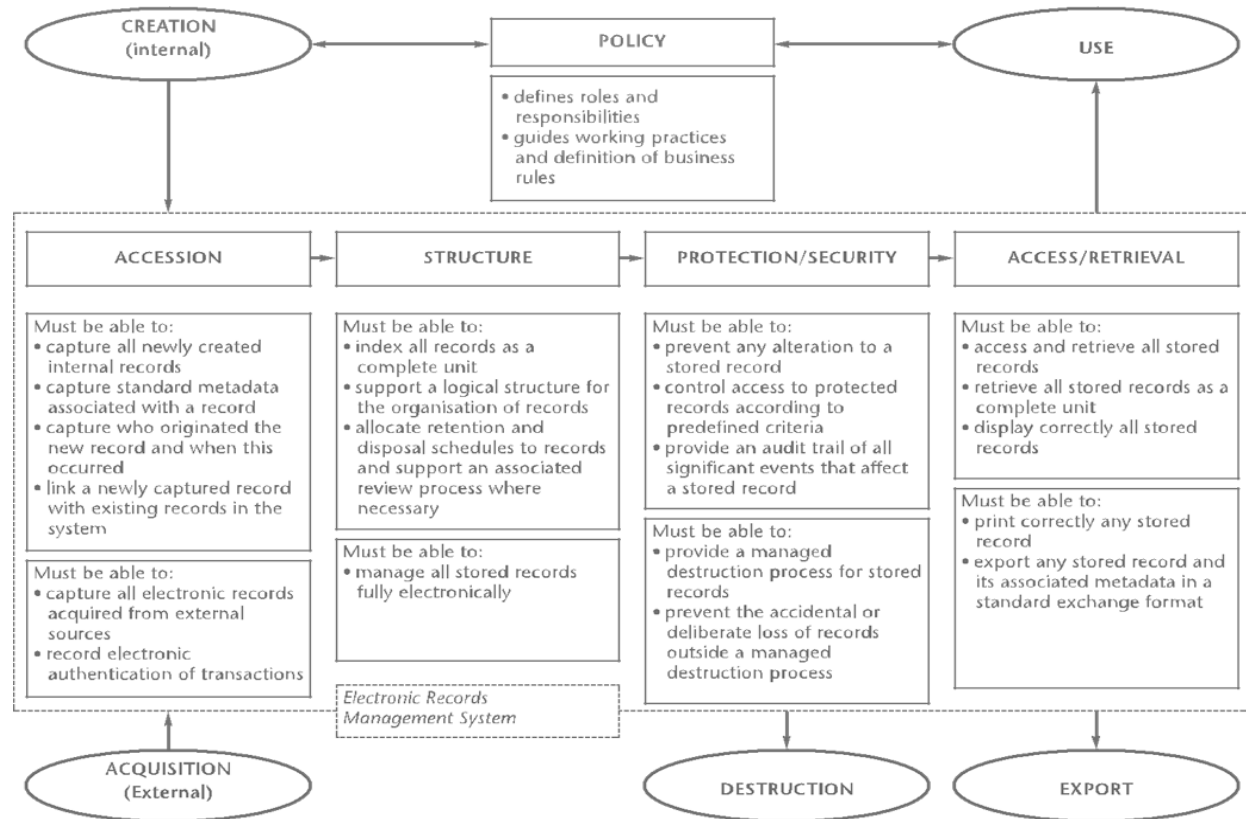 CREATION
(internal)
POLICY
USE
• defines roles and
responsibilities
• guides working practices
and definition of business
rules
ACCESSION
STRUCTURE
PROTECTION/SECURITY
ACCESS/RETRIEVAL
Must be able to:
• capture all newly created
internal records
• capture standard metadata
associated with a record
• capture who originated the
new record and when this
occurred
• link a newly captured record
with existing records in the
system
Must be able to:
• capture all electronic records
acquired from external
sources
• record electronic
authentication of transactions
Must be able to:
• index all records as a
complete unit
• support a logical structure for
the organisation of records
• allocate retention and
disposal schedules to records
and support an associated
review process where
necessary
Must be able to:
• manage all stored records
fully electronically
Must be able to:
• prevent any alteration to a
stored record
• control access to protected
records according to
predefined criteria
• provide an audit trail of all
significant events that affect
a stored record
Must be able to:
• provide a managed
destruction process for stored
records
• prevent the accidental or
deliberate loss of records
outside a managed
destruction process
Must be able to:
• access and retrieve all stored
records
• retrieve all stored records as a
complete unit
• display correctly all stored
records
Must be able to:
• print correctly any stored
record
• export any stored record and
its associated metadata in a
standard exchange format
Electronic Records
Management System
ACQUISITION
(External)
DESTRUCTION
EXPORT